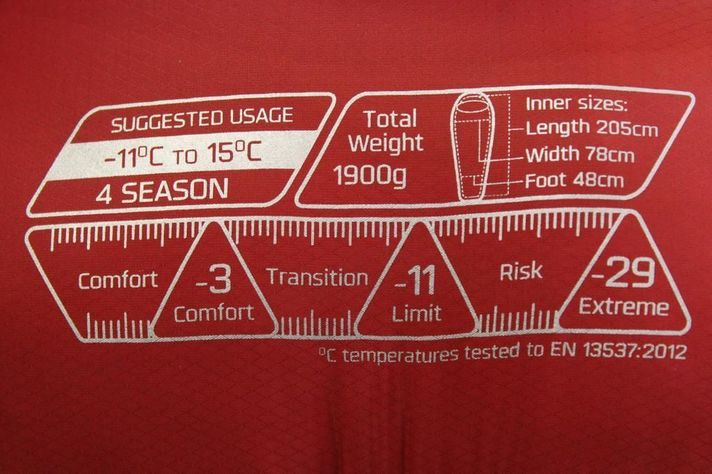 SUGGESTED USAGE
-11°C TO 15°C
4 SEASON
Total
Weight
1900g
Inner sizes:
Length 205cm
Width 78cm
Foot 48cm
Comfort
-3
Comfort
Transition
-11
Limit
Risk
-29
Extreme
°C temperatures tested to EN 13537:2012